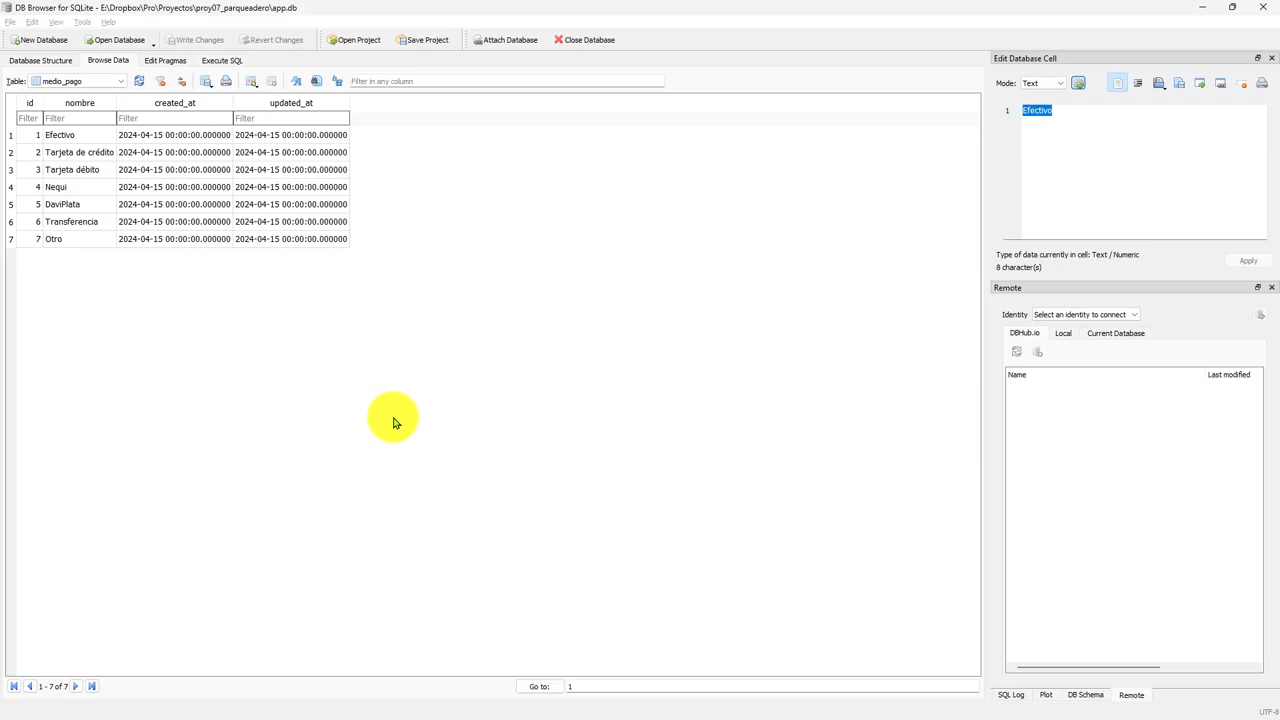 DB Browser for SQLite - E:\Dropbox\Pro\Proyectos\proy07_parqueadero\app.db
File Edit View Tools Help
New Database Open Database Write Changes Revert Changes Open Project Save Project Attach Database Close Database
Database Structure Browse Data Edit Pragmas Execute SQL
Table: medio_pago Filter in any column
id nombre created_at updated_at
Filter Filter Filter Filter
1 1 Efectivo 2024-04-15 00:00:00.000000 2024-04-15 00:00:00.000000
2 2 Tarjeta de crédito 2024-04-15 00:00:00.000000 2024-04-15 00:00:00.000000
3 3 Tarjeta débito 2024-04-15 00:00:00.000000 2024-04-15 00:00:00.000000
4 4 Nequi 2024-04-15 00:00:00.000000 2024-04-15 00:00:00.000000
5 5 DaviPlata 2024-04-15 00:00:00.000000 2024-04-15 00:00:00.000000
6 6 Transferencia 2024-04-15 00:00:00.000000 2024-04-15 00:00:00.000000
7 7 Otro 2024-04-15 00:00:00.000000 2024-04-15 00:00:00.000000
1 - 7 of 7 Go to: 1
Edit Database Cell
Mode: Text
1 Efectivo
Type of data currently in cell: Text / Numeric
8 character(s)
Apply
Remote
Identity Select an identity to connect
DBHub.io Local Current Database
Name Last modified
SQL Log Plot DB Schema Remote
UTF-8